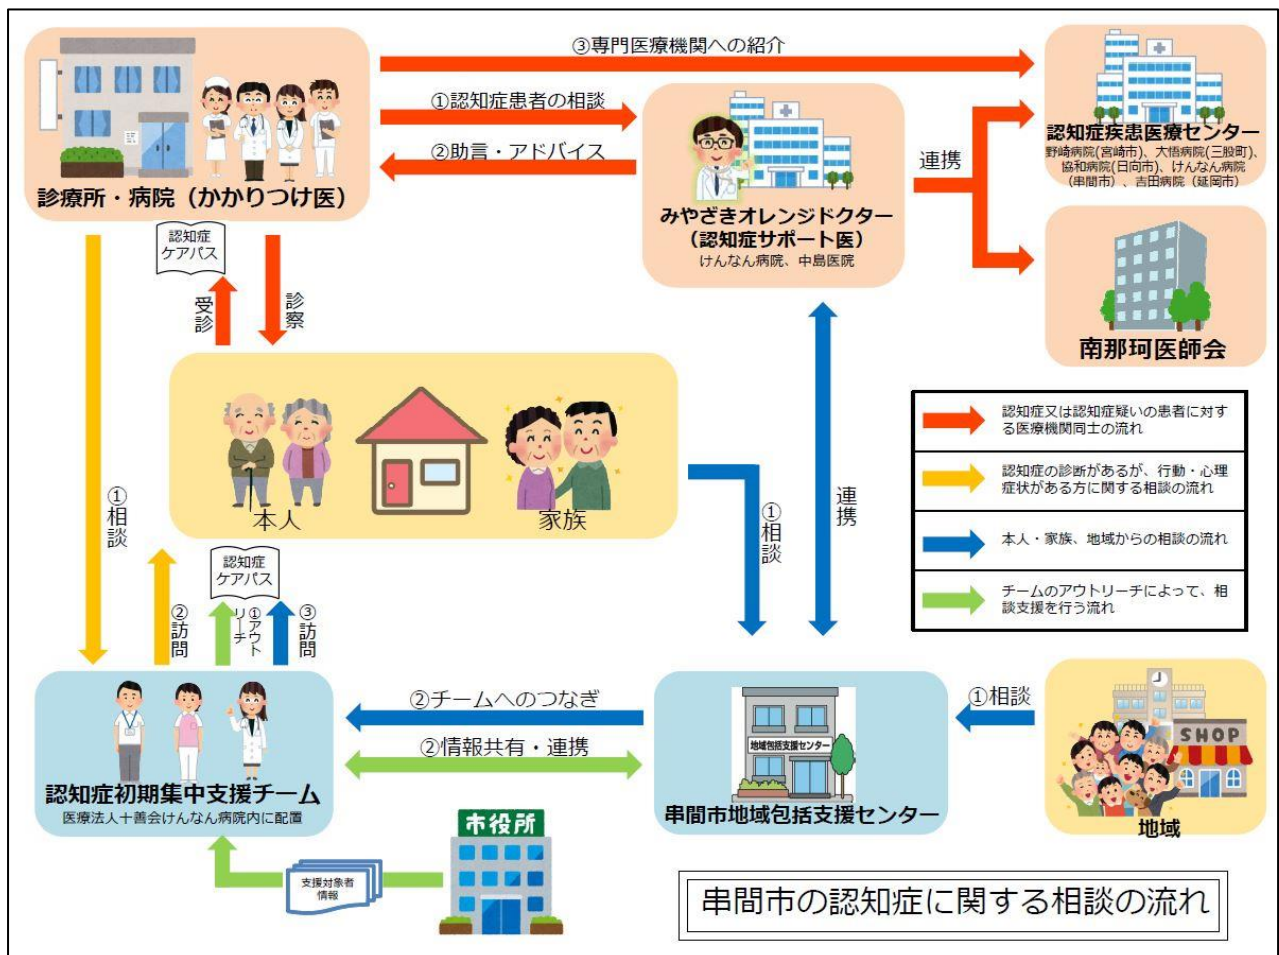 ③専門医療機関への紹介
①認知症患者の相談
②助言・アドバイス
診療所・病院（かかりつけ医）
みやざきオレンジドクター
（認知症サポート医）
けんなん病院、中島医院
連携
認知症疾患医療センター
野崎病院(宮崎市)、大悟病院(三股町)、
協和病院(日向市)、けんなん病院
（串間市）、吉田病院（延岡市）
南那珂医師会
認知症
ケアパス
受診
診察
本人
家族
①相談
①相談
連携
認知症又は認知症疑いの患者に対す
る医療機関同士の流れ
認知症の診断があるが、行動・心理
症状がある方に関する相談の流れ
本人・家族、地域からの相談の流れ
チームのアウトリーチによって、相
談支援を行う流れ
認知症
ケアパス
②訪問
①アウト
リーチ
③訪問
認知症初期集中支援チーム
医療法人十善会けんなん病院内に配置
②チームへのつなぎ
②情報共有・連携
地域包括支援センター
串間市地域包括支援センター
①相談
SHOP
地域
市役所
支援対象者
情報
串間市の認知症に関する相談の流れ